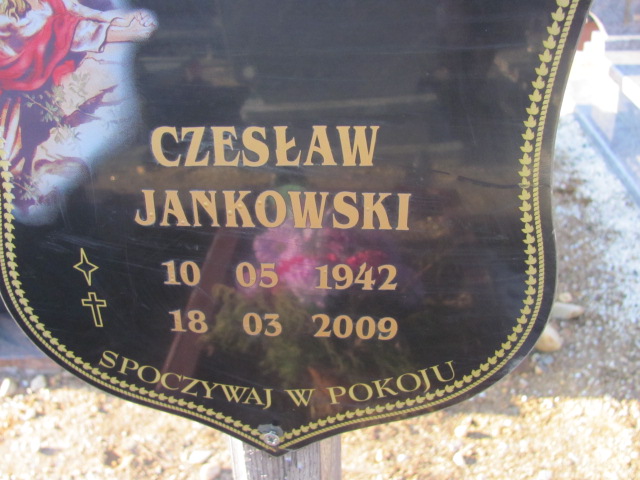 CZESŁAW
JANKOWSKI
10 05 1942
18 03 2009
SPOCZYWAJ W POKOJU